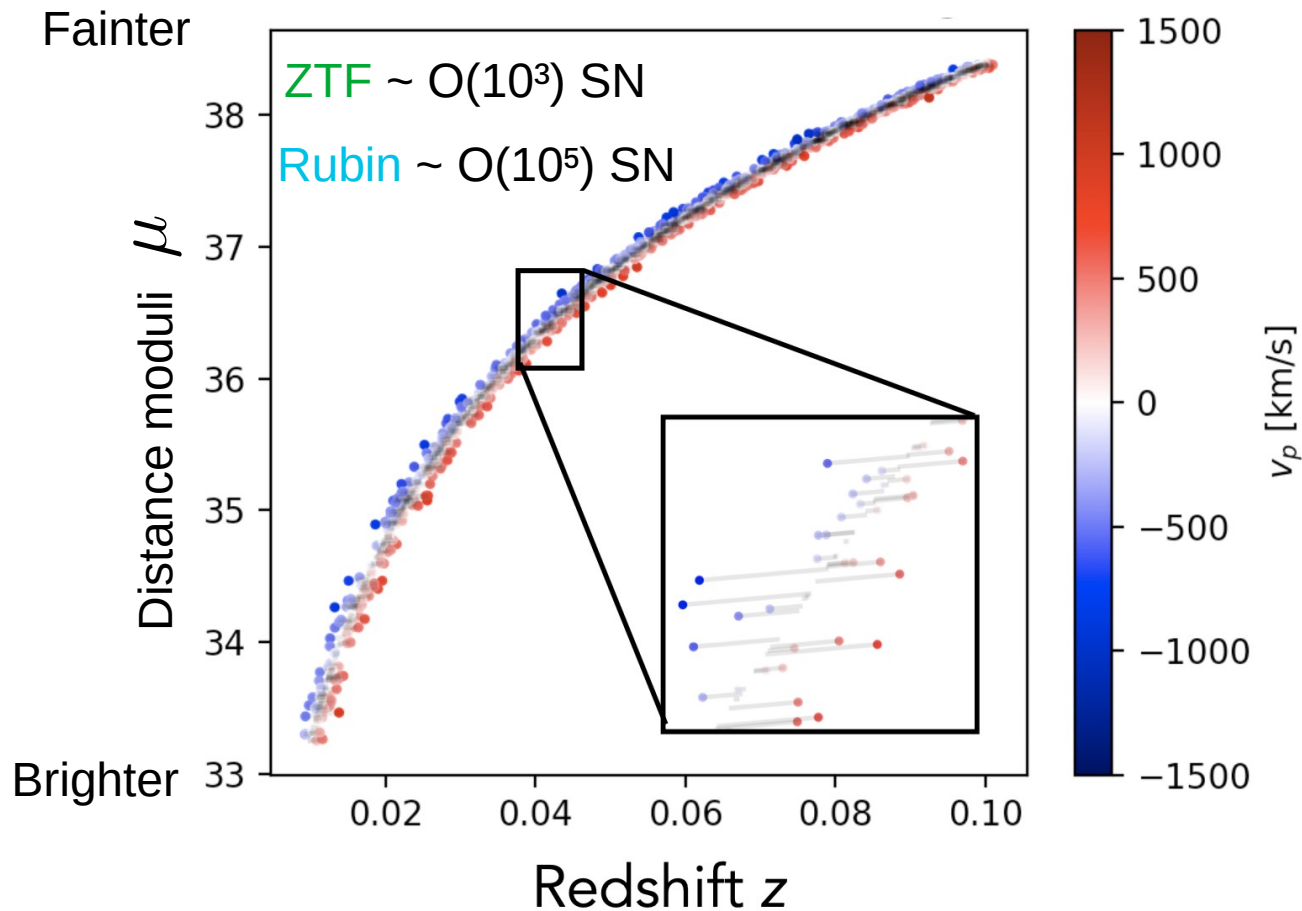 Fainter
ZTF ~ O(10³) SN
Rubin ~ O(10⁵) SN
Distance moduli μ
38
37
36
35
34
33
Brighter
0.02 0.04 0.06 0.08 0.10
Redshift z
1500
1000
500
0
−500
−1000
−1500
vₚ [km/s]